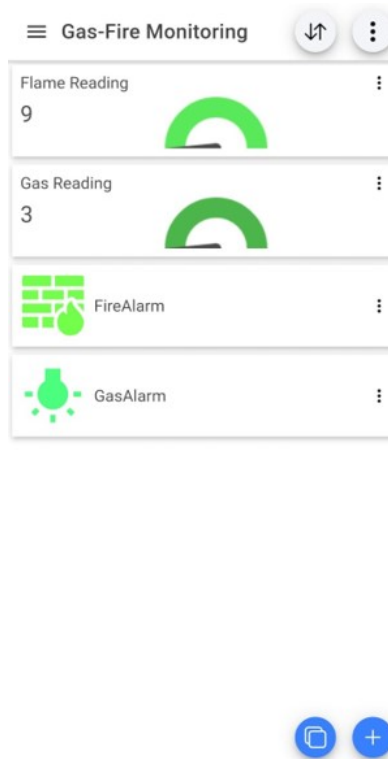 Gas-Fire Monitoring
Flame Reading
9
Gas Reading
3
FireAlarm
GasAlarm